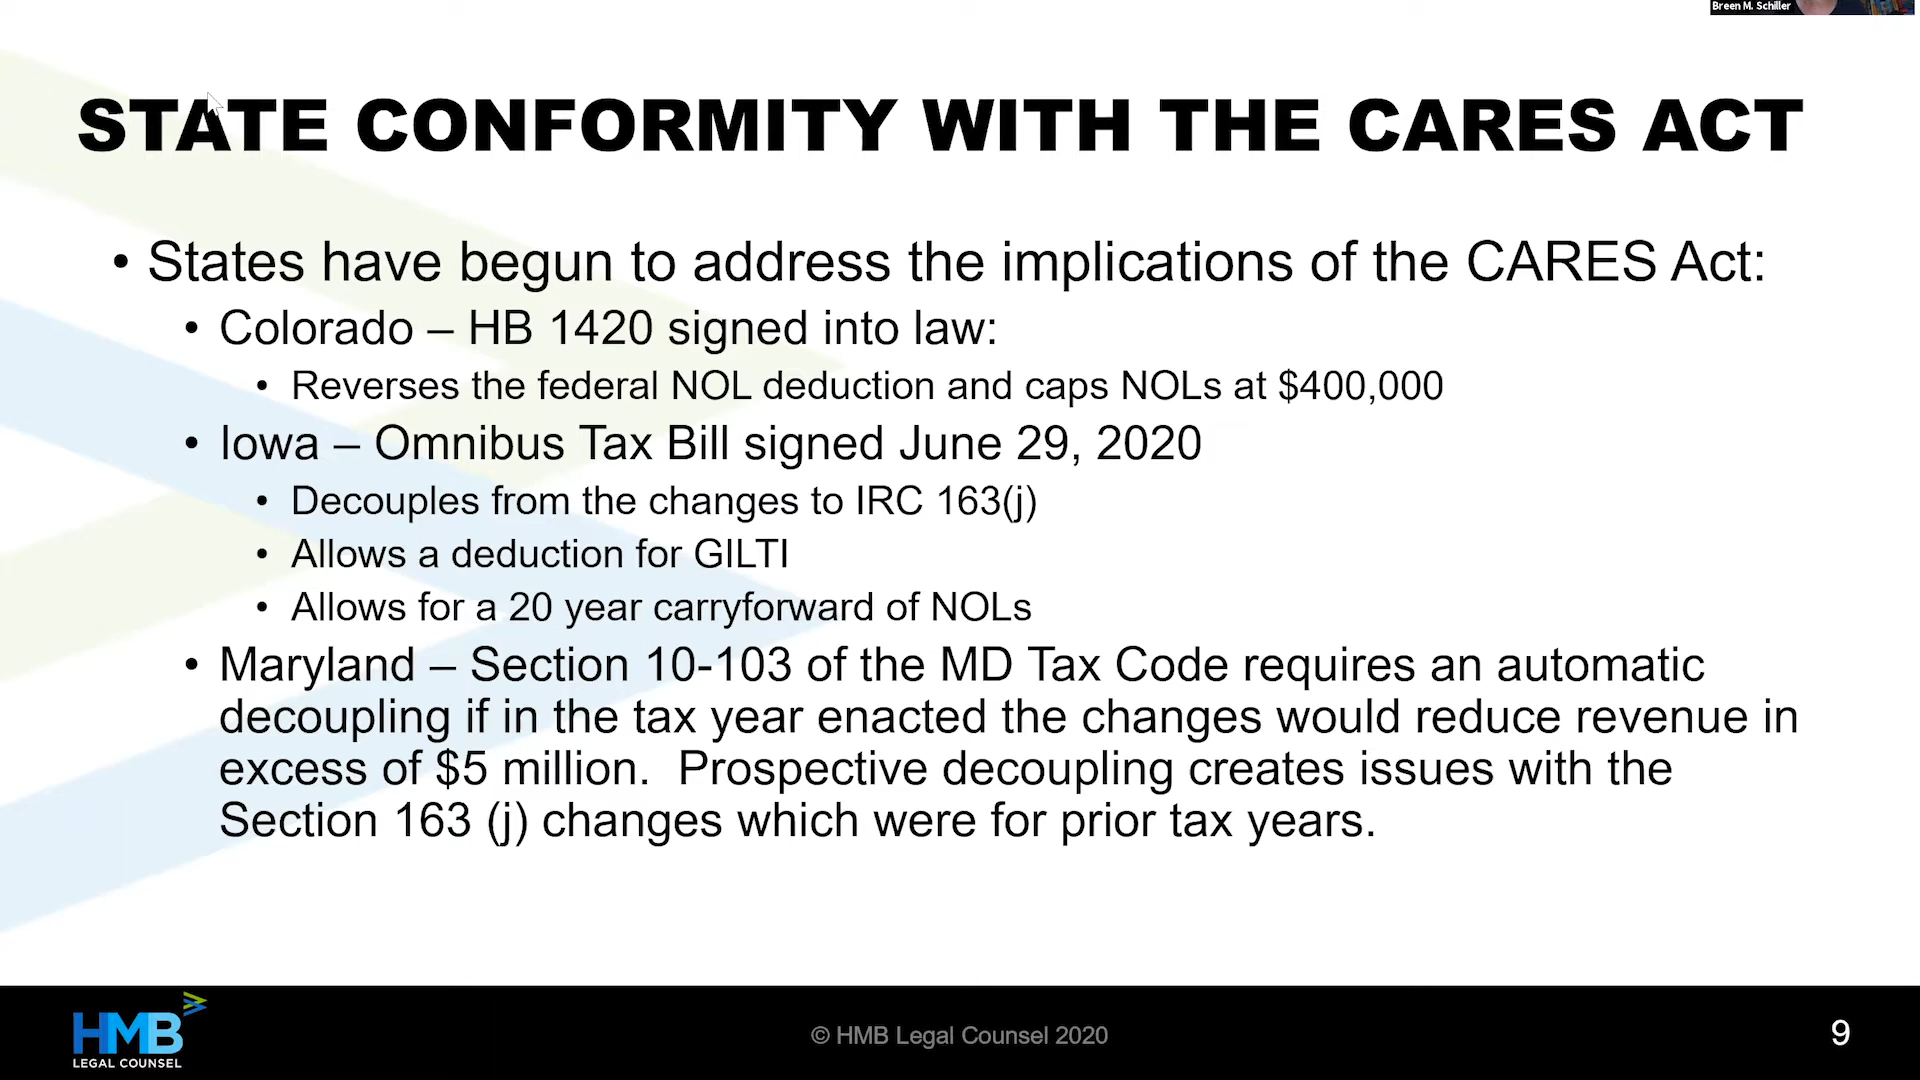 Breen M. Schiller
STATE CONFORMITY WITH THE CARES ACT
• States have begun to address the implications of the CARES Act:
• Colorado – HB 1420 signed into law:
• Reverses the federal NOL deduction and caps NOLs at $400,000
• Iowa – Omnibus Tax Bill signed June 29, 2020
• Decouples from the changes to IRC 163(j)
• Allows a deduction for GILTI
• Allows for a 20 year carryforward of NOLs
• Maryland – Section 10-103 of the MD Tax Code requires an automatic
decoupling if in the tax year enacted the changes would reduce revenue in
excess of $5 million.  Prospective decoupling creates issues with the
Section 163 (j) changes which were for prior tax years.
HMB
LEGAL COUNSEL
© HMB Legal Counsel 2020
9